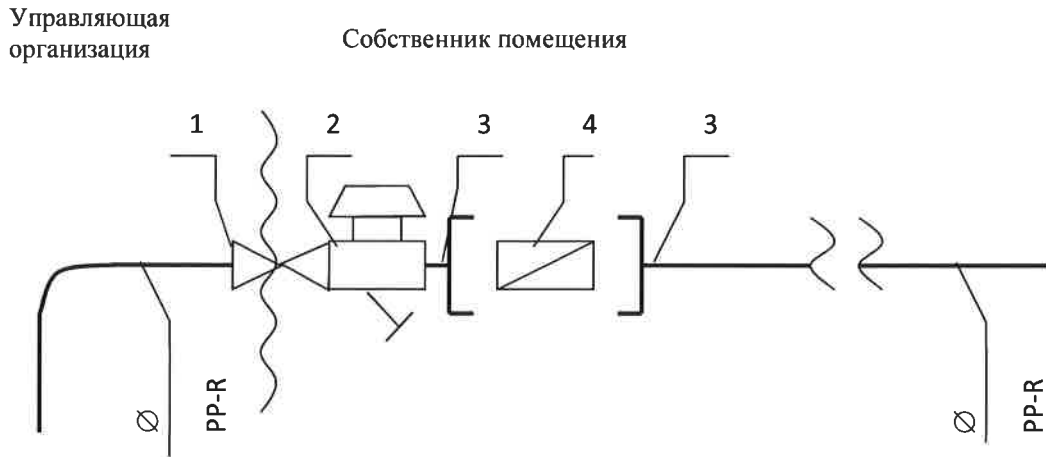 Управляющая
организация
Собственник помещения
1 2 3 4 3
Ø PP-R Ø PP-R